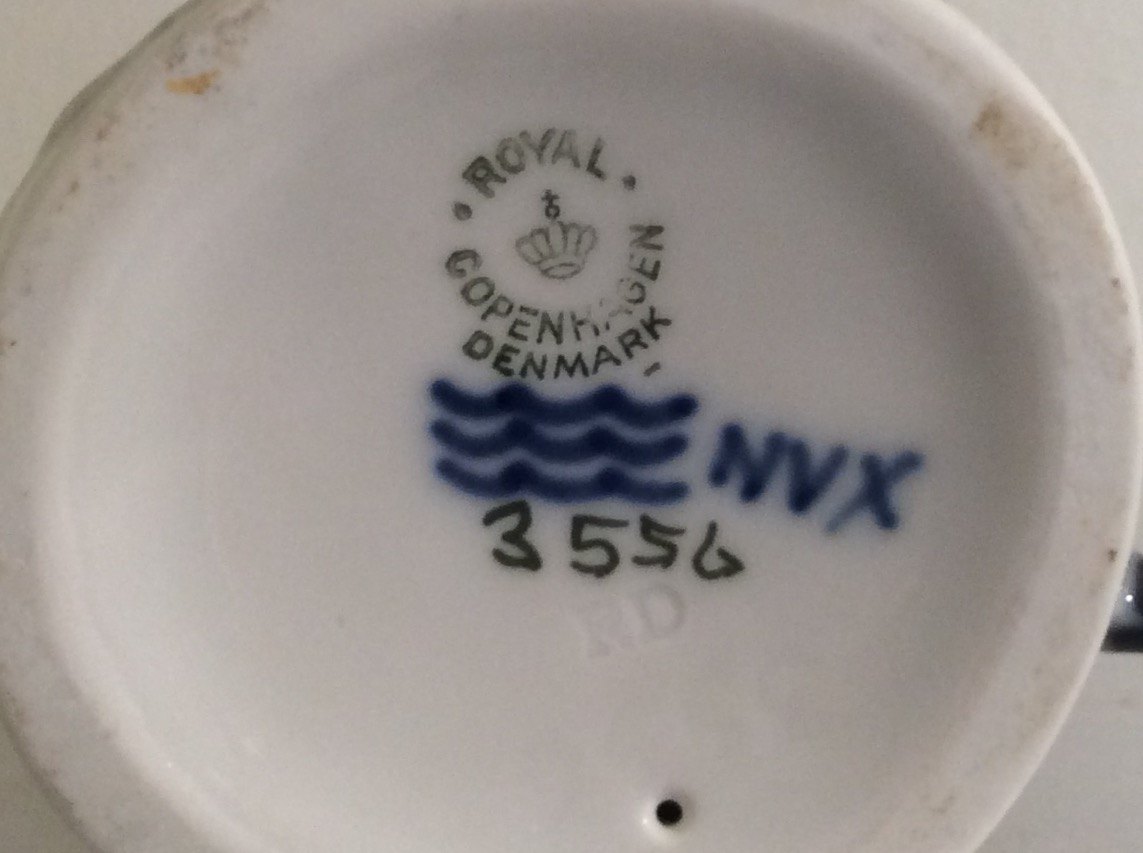 ROYAL
COPENHAGEN
DENMARK
NVX
3556